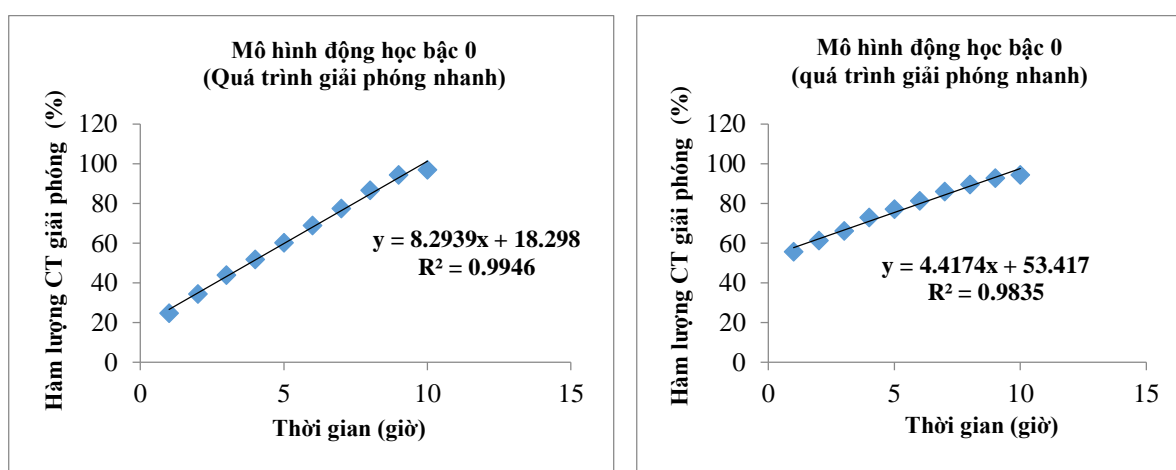 Mô hình động học bậc 0
(Quá trình giải phóng nhanh)
Hàm lượng CT giải phóng (%)
120
100
80
60
40
20
0
y = 8.2939x + 18.298
R² = 0.9946
0 5 10 15
Thời gian (giờ)
Mô hình động học bậc 0
(quá trình giải phóng nhanh)
Hàm lượng CT giải phóng (%)
120
100
80
60
40
20
0
y = 4.4174x + 53.417
R² = 0.9835
0 5 10 15
Thời gian (giờ)